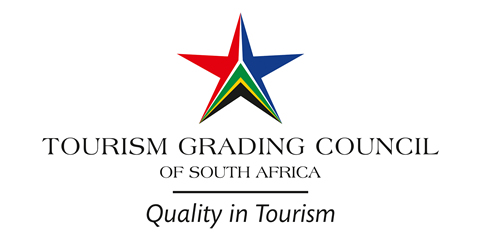 TOURISM GRADING COUNCIL
OF SOUTH AFRICA
Quality in Tourism